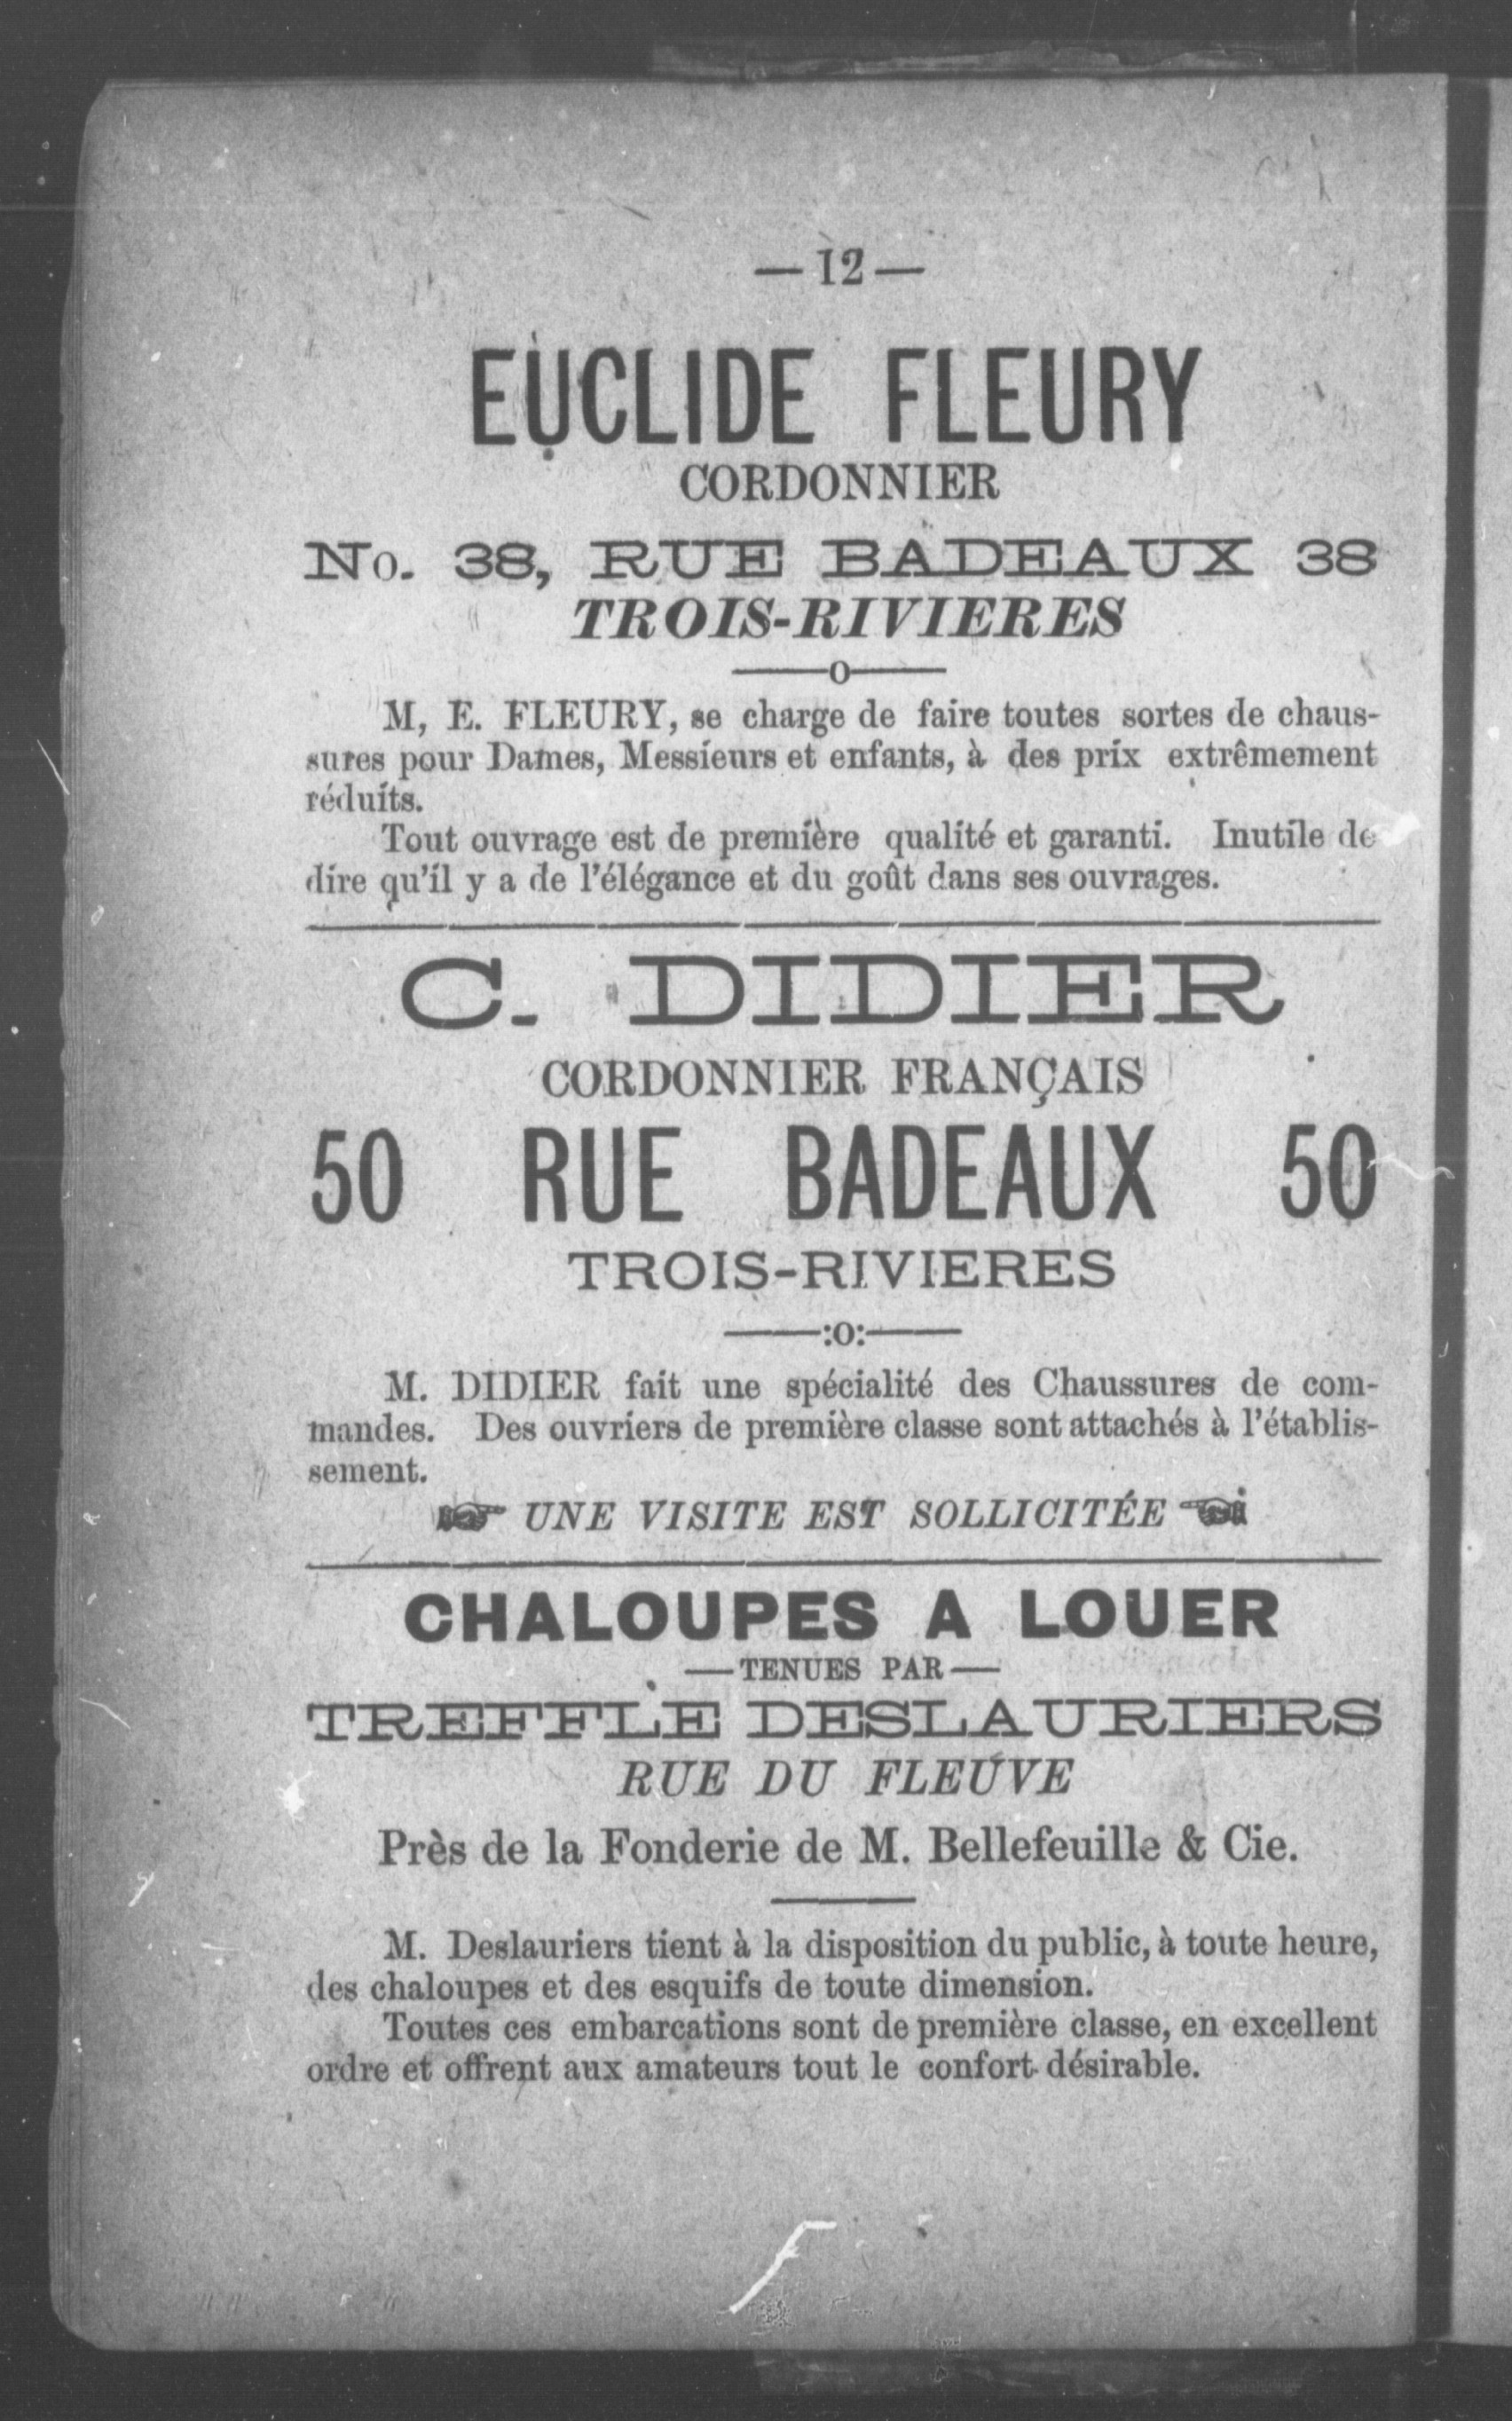 — 12 —
EUCLIDE FLEURY
CORDONNIER
No. 38, RUE BADEAUX 38
TROIS-RIVIERES
——o——
M, E. FLEURY, se charge de faire toutes sortes de chaus-
sures pour Dames, Messieurs et enfants, à des prix extrêmement
réduits.
Tout ouvrage est de première qualité et garanti. Inutile de
dire qu'il y a de l'élégance et du goût dans ses ouvrages.
C. DIDIER
CORDONNIER FRANÇAIS
50 RUE BADEAUX 50
TROIS-RIVIERES
——:o:——
M. DIDIER fait une spécialité des Chaussures de com-
mandes. Des ouvriers de première classe sont attachés à l'établis-
sement.
☞ UNE VISITE EST SOLLICITÉE ☜
CHALOUPES A LOUER
— TENUES PAR —
TREFFLE DESLAURIERS
RUE DU FLEUVE
Près de la Fonderie de M. Bellefeuille & Cie.
M. Deslauriers tient à la disposition du public, à toute heure,
des chaloupes et des esquifs de toute dimension.
Toutes ces embarcations sont de première classe, en excellent
ordre et offrent aux amateurs tout le confort désirable.